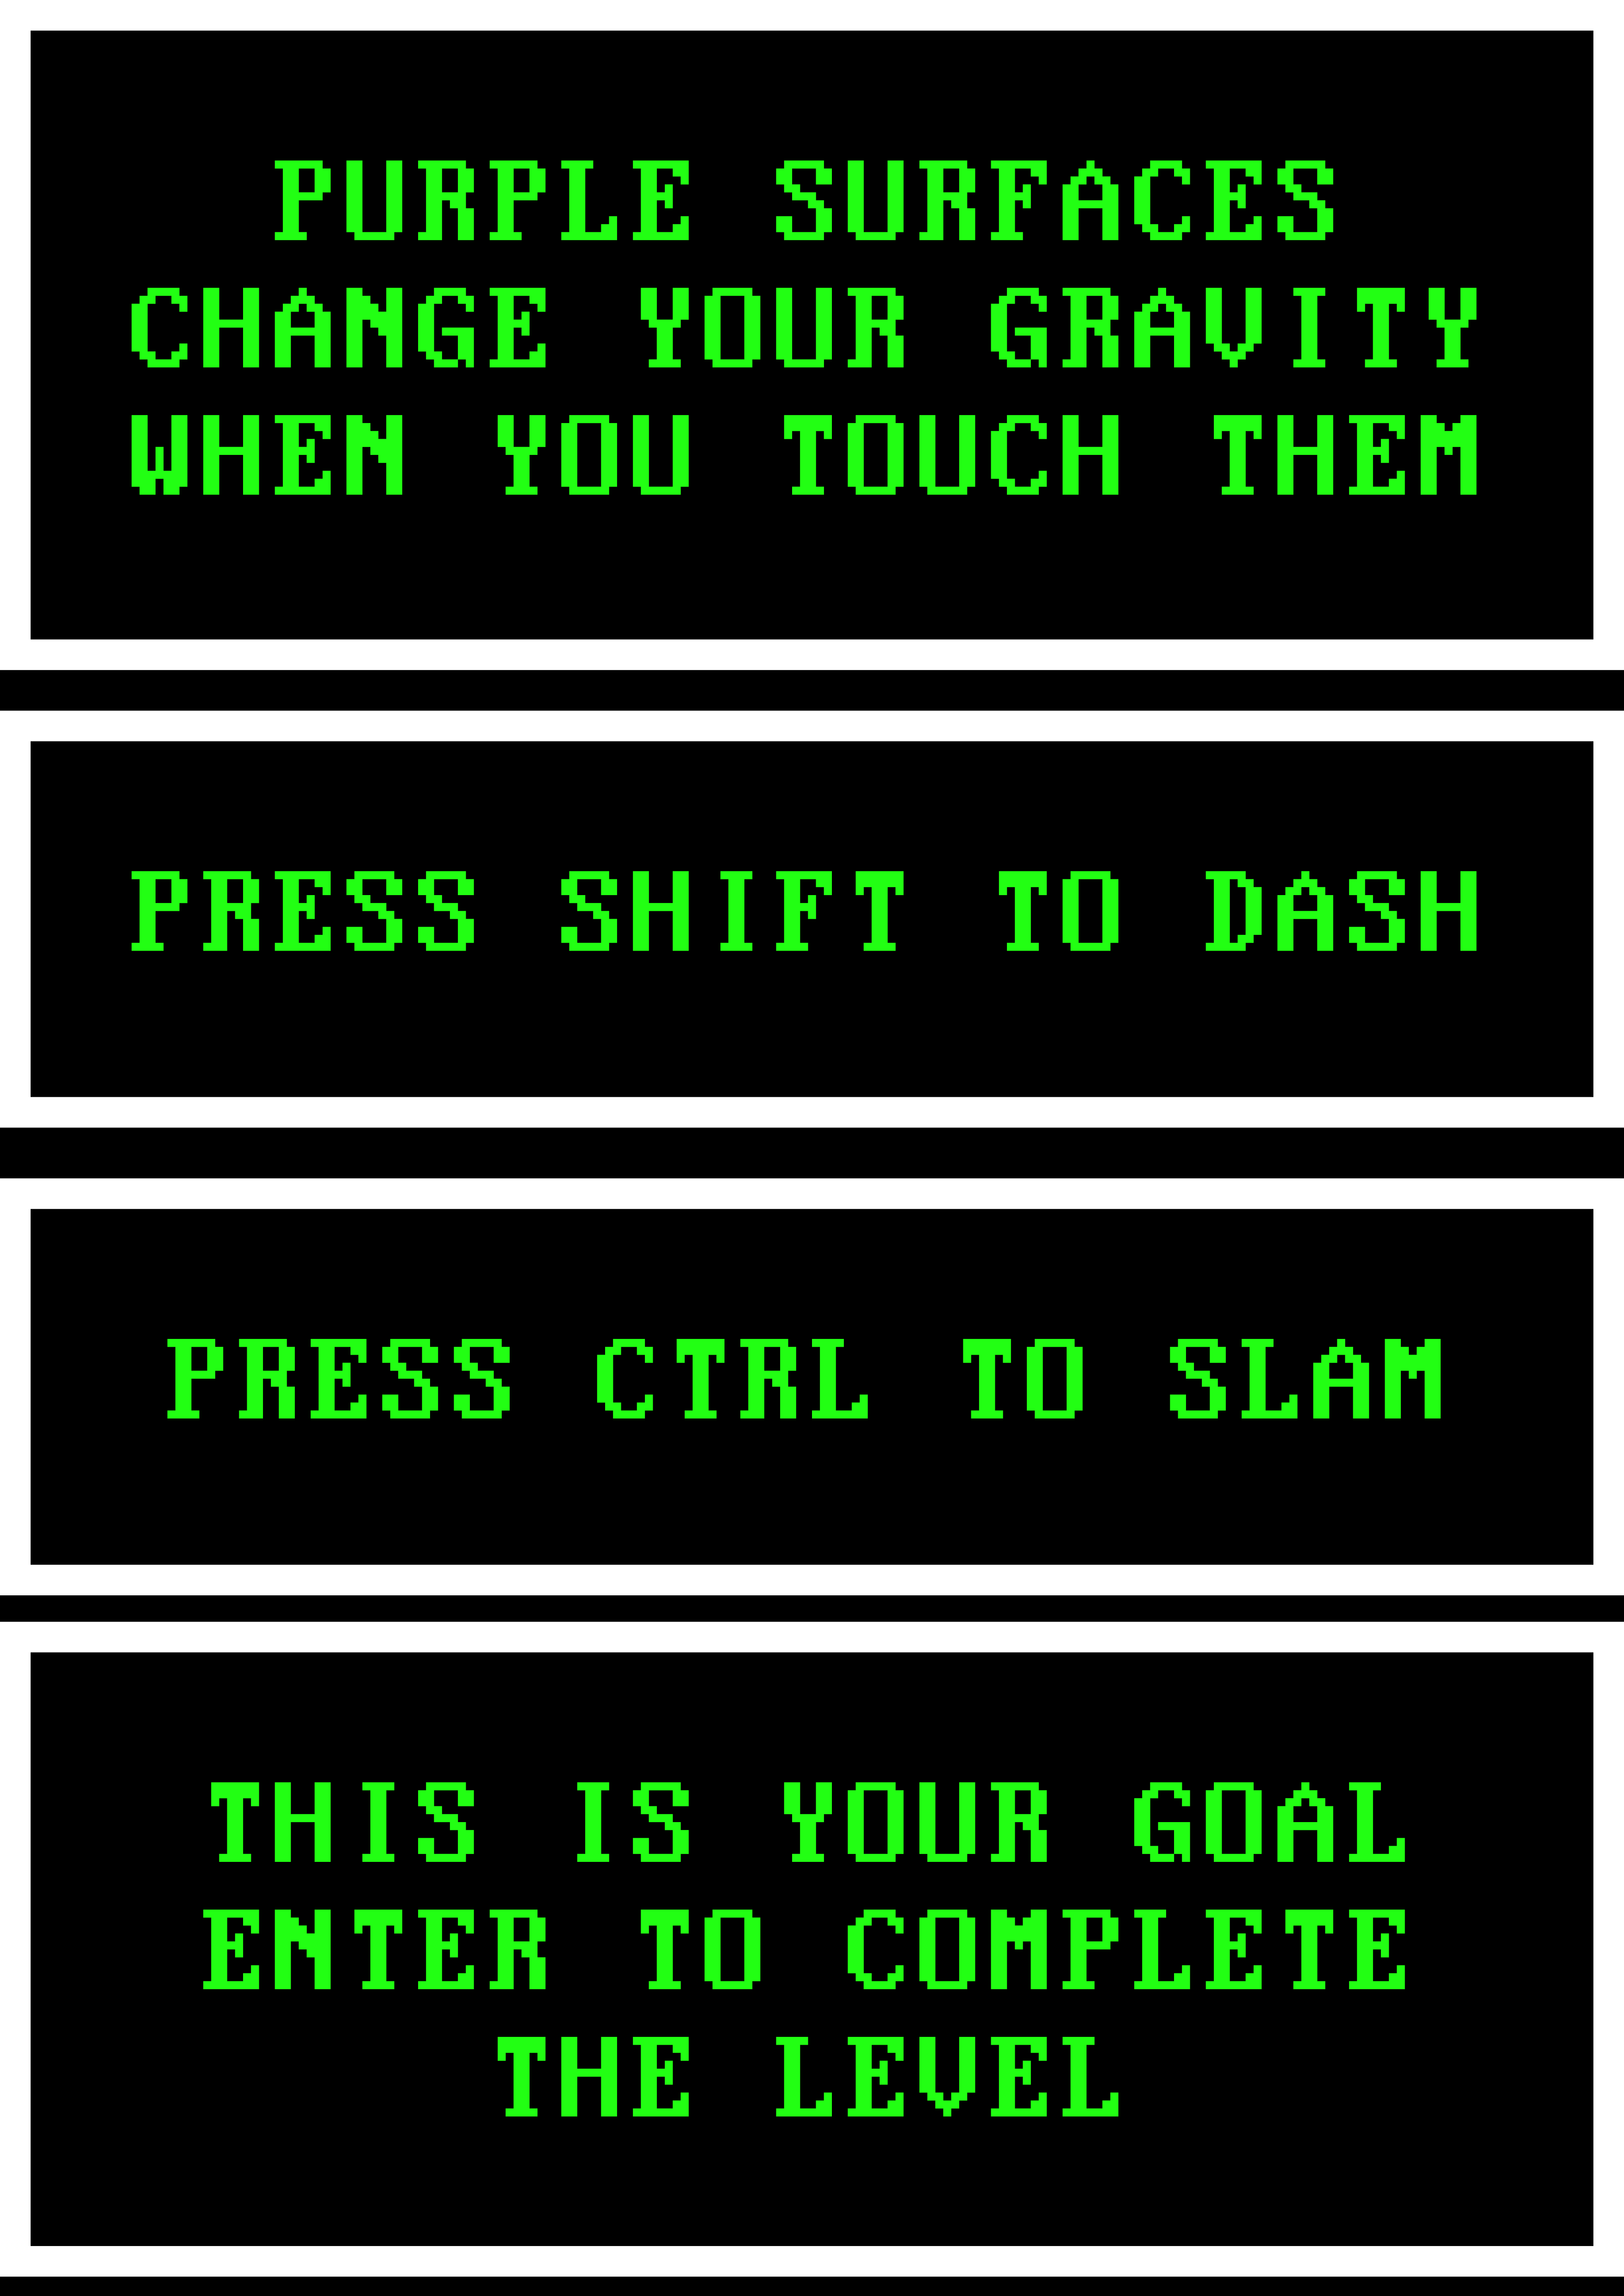 PURPLE SURFACES
CHANGE YOUR GRAVITY
WHEN YOU TOUCH THEM
PRESS SHIFT TO DASH
PRESS CTRL TO SLAM
THIS IS YOUR GOAL
ENTER TO COMPLETE
THE LEVEL